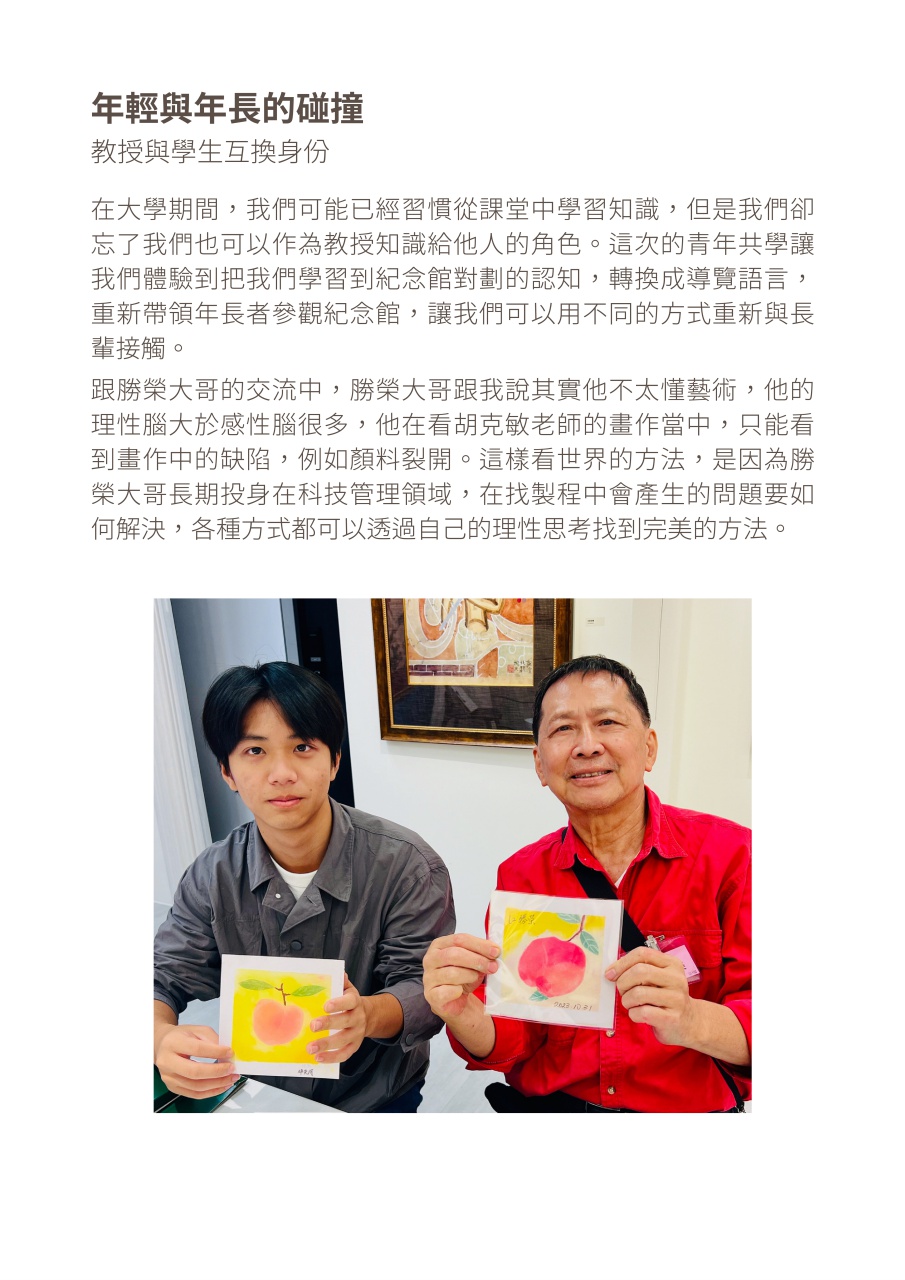 年輕與年長的碰撞
教授與學生互換身份
在大學期間，我們可能已經習慣從課堂中學習知識，但是我們卻
忘了我們也可以作為教授知識給他人的角色。這次的青年共學讓
我們體驗到把我們學習到紀念館對劃的認知，轉換成導覽語言，
重新帶領年長者參觀紀念館，讓我們可以用不同的方式重新與長
輩接觸。
跟勝榮大哥的交流中，勝榮大哥跟我說其實他不太懂藝術，他的
理性腦大於感性腦很多，他在看胡克敏老師的畫作當中，只能看
到畫作中的缺陷，例如顏料裂開。這樣看世界的方法，是因為勝
榮大哥長期投身在科技管理領域，在找製程中會產生的問題要如
何解決，各種方式都可以透過自己的理性思考找到完美的方法。
2023.10.31